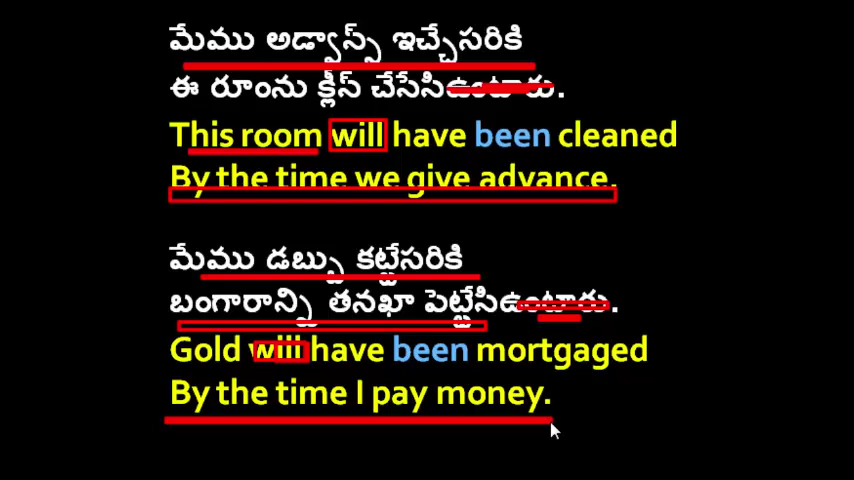 మేము అడ్వాన్స్ ఇచ్చేసరికి
ఈ రూంను క్లీన్ చేసేసిఉంటారు.
This room will have been cleaned
By the time we give advance.
మేము డబ్బు కట్టేసరికి
బంగారాన్ని తనఖా పెట్టేసిఉంటారు.
Gold will have been mortgaged
By the time I pay money.